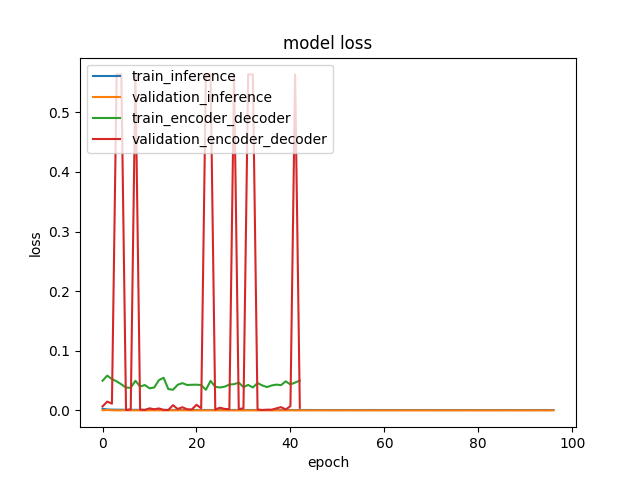 model loss
train_inference
validation_inference
train_encoder_decoder
validation_encoder_decoder
0.5
0.4
0.3
0.2
0.1
0.0
loss
0 20 40 60 80 100
epoch